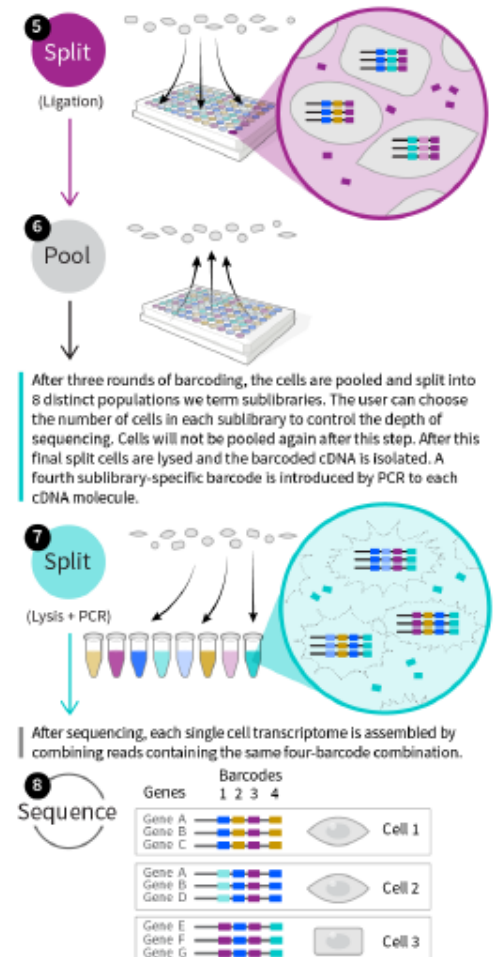 5
Split
(Ligation)
6
Pool
After three rounds of barcoding, the cells are pooled and split into
8 distinct populations we term sublibraries. The user can choose
the number of cells in each sublibrary to control the depth of
sequencing. Cells will not be pooled again after this step. After this
final split cells are lysed and the barcoded cDNA is isolated. A
fourth sublibrary-specific barcode is introduced by PCR to each
cDNA molecule.
7
Split
(Lysis + PCR)
After sequencing, each single cell transcriptome is assembled by
combining reads containing the same four-barcode combination.
8
Sequence
Barcodes
Genes 1 2 3 4
Gene A
Gene B
Gene C
Cell 1
Gene A
Gene B
Gene D
Cell 2
Gene E
Gene F
Gene G
Cell 3